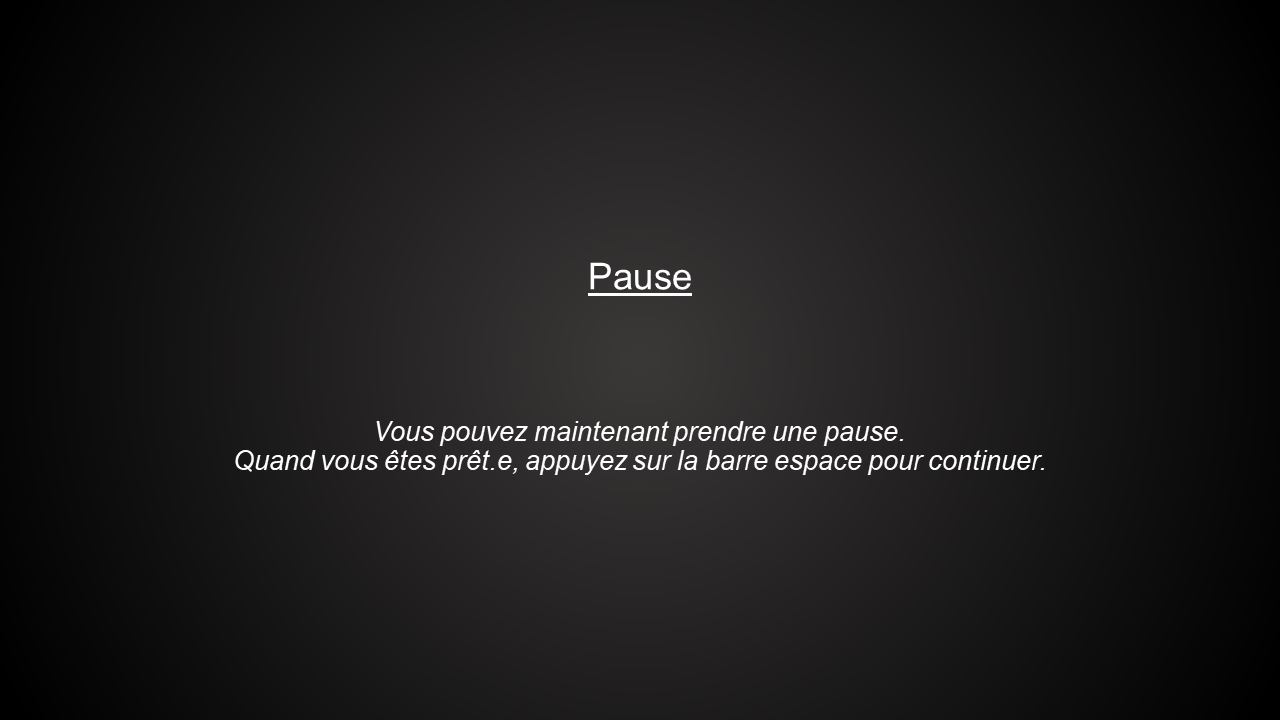 Pause
Vous pouvez maintenant prendre une pause.
Quand vous êtes prêt.e, appuyez sur la barre espace pour continuer.